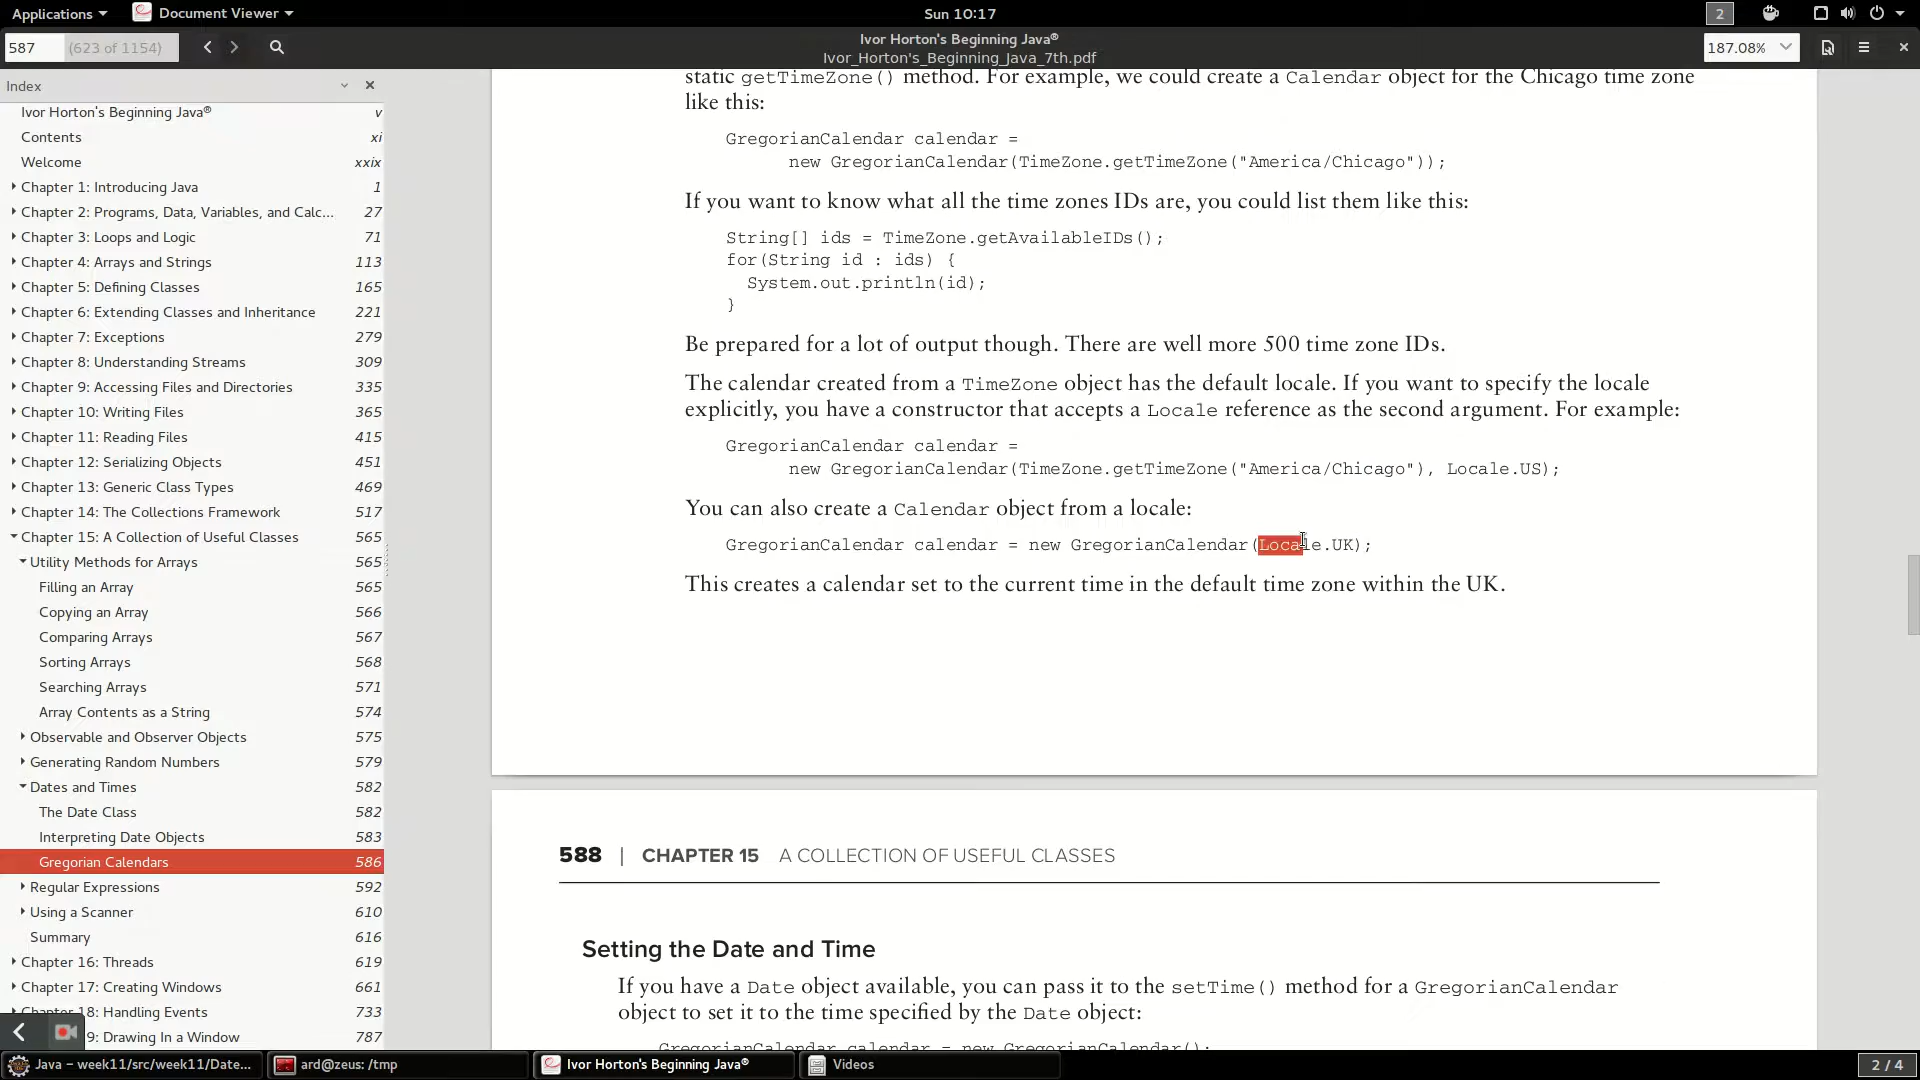 Applications
Document Viewer
Sun 10:17
2
587
(623 of 1154)
Ivor Horton's Beginning Java®
Ivor_Horton's_Beginning_Java_7th.pdf
187.08%
Index
Ivor Horton's Beginning Java® v
Contents xi
Welcome xxix
Chapter 1: Introducing Java 1
Chapter 2: Programs, Data, Variables, and Calc... 27
Chapter 3: Loops and Logic 71
Chapter 4: Arrays and Strings 113
Chapter 5: Defining Classes 165
Chapter 6: Extending Classes and Inheritance 221
Chapter 7: Exceptions 279
Chapter 8: Understanding Streams 309
Chapter 9: Accessing Files and Directories 335
Chapter 10: Writing Files 365
Chapter 11: Reading Files 415
Chapter 12: Serializing Objects 451
Chapter 13: Generic Class Types 469
Chapter 14: The Collections Framework 517
Chapter 15: A Collection of Useful Classes 565
Utility Methods for Arrays 565
Filling an Array 565
Copying an Array 566
Comparing Arrays 567
Sorting Arrays 568
Searching Arrays 571
Array Contents as a String 574
Observable and Observer Objects 575
Generating Random Numbers 579
Dates and Times 582
The Date Class 582
Interpreting Date Objects 583
Gregorian Calendars 586
Regular Expressions 592
Using a Scanner 610
Summary 616
Chapter 16: Threads 619
Chapter 17: Creating Windows 661
18: Handling Events 733
9: Drawing In a Window 787
static getTimeZone() method. For example, we could create a Calendar object for the Chicago time zone
like this:
GregorianCalendar calendar =
new GregorianCalendar(TimeZone.getTimeZone("America/Chicago"));
If you want to know what all the time zones IDs are, you could list them like this:
String[] ids = TimeZone.getAvailableIDs();
for(String id : ids) {
System.out.println(id);
}
Be prepared for a lot of output though. There are well more 500 time zone IDs.
The calendar created from a TimeZone object has the default locale. If you want to specify the locale
explicitly, you have a constructor that accepts a Locale reference as the second argument. For example:
GregorianCalendar calendar =
new GregorianCalendar(TimeZone.getTimeZone("America/Chicago"), Locale.US);
You can also create a Calendar object from a locale:
GregorianCalendar calendar = new GregorianCalendar(Locale.UK);
This creates a calendar set to the current time in the default time zone within the UK.
588 | CHAPTER 15 A COLLECTION OF USEFUL CLASSES
Setting the Date and Time
If you have a Date object available, you can pass it to the setTime() method for a GregorianCalendar
object to set it to the time specified by the Date object:
GregorianCalendar calendar = new GregorianCalendar();
Java – week11/src/week11/Date...
ard@zeus: /tmp
Ivor Horton's Beginning Java®
Videos
2 / 4